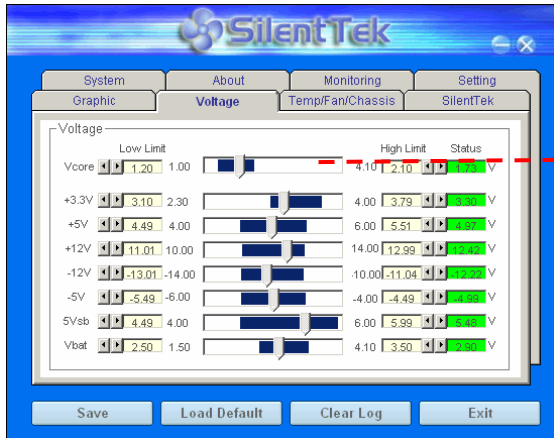 SilentTek
System About Monitoring Setting
Graphic Voltage Temp/Fan/Chassis SilentTek
Voltage
Low Limit High Limit Status
Vcore 1.20 1.00 4.10 2.10 1.73 V
+3.3V 3.10 2.30 4.00 3.79 3.30 V
+5V 4.49 4.00 6.00 5.51 4.97 V
+12V 11.01 10.00 14.00 12.99 12.42 V
-12V -13.01 -14.00 -10.00 -11.04 -12.22 V
-5V -5.49 -6.00 -4.00 -4.49 -4.99 V
5Vsb 4.49 4.00 6.00 5.99 5.48 V
Vbat 2.50 1.50 4.10 3.50 2.90 V
Save Load Default Clear Log Exit